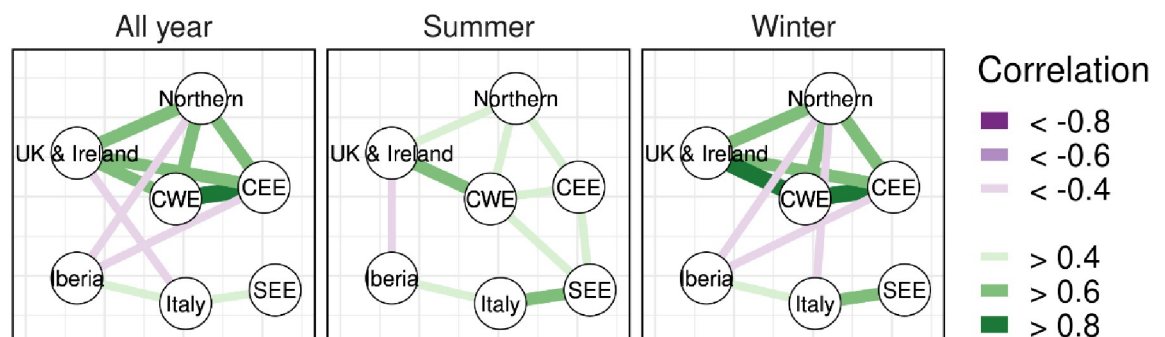 All year
Summer
Winter
Northern
UK & Ireland
CWE
CEE
Iberia
Italy
SEE
Northern
UK & Ireland
CWE
CEE
Iberia
Italy
SEE
Northern
UK & Ireland
CWE
CEE
Iberia
Italy
SEE
Correlation
< -0.8
< -0.6
< -0.4
> 0.4
> 0.6
> 0.8